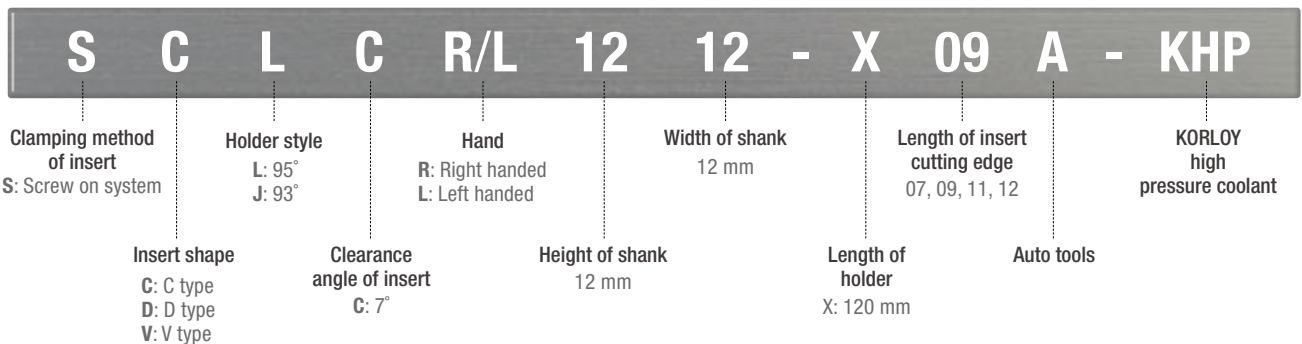 S C L C R/L 12 12 - X 09 A - KHP
Clamping method
of insert
S: Screw on system
Holder style
L: 95°
J: 93°
Hand
R: Right handed
L: Left handed
Width of shank
12 mm
Length of insert
cutting edge
07, 09, 11, 12
KORLOY
high
pressure coolant
Insert shape
C: C type
D: D type
V: V type
Clearance
angle of insert
C: 7°
Height of shank
12 mm
Length of
holder
X: 120 mm
Auto tools